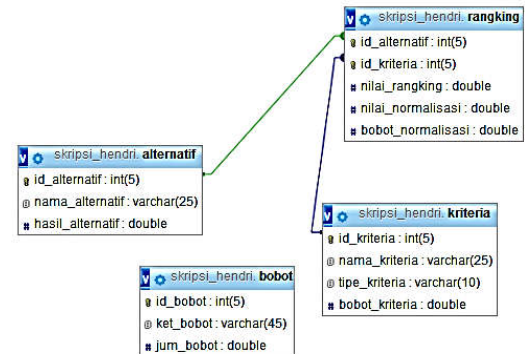 skripsi_hendri. rangking
id_alternatif : int(5)
id_kriteria : int(5)
nilai_rangking : double
nilai_normalisasi : double
bobot_normalisasi : double
skripsi_hendri. alternatif
id_alternatif : int(5)
nama_alternatif : varchar(25)
hasil_alternatif : double
skripsi_hendri. kriteria
id_kriteria : int(5)
nama_kriteria : varchar(25)
tipe_kriteria : varchar(10)
bobot_kriteria : double
skripsi_hendri. bobot
id_bobot : int(5)
ket_bobot : varchar(45)
jum_bobot : double